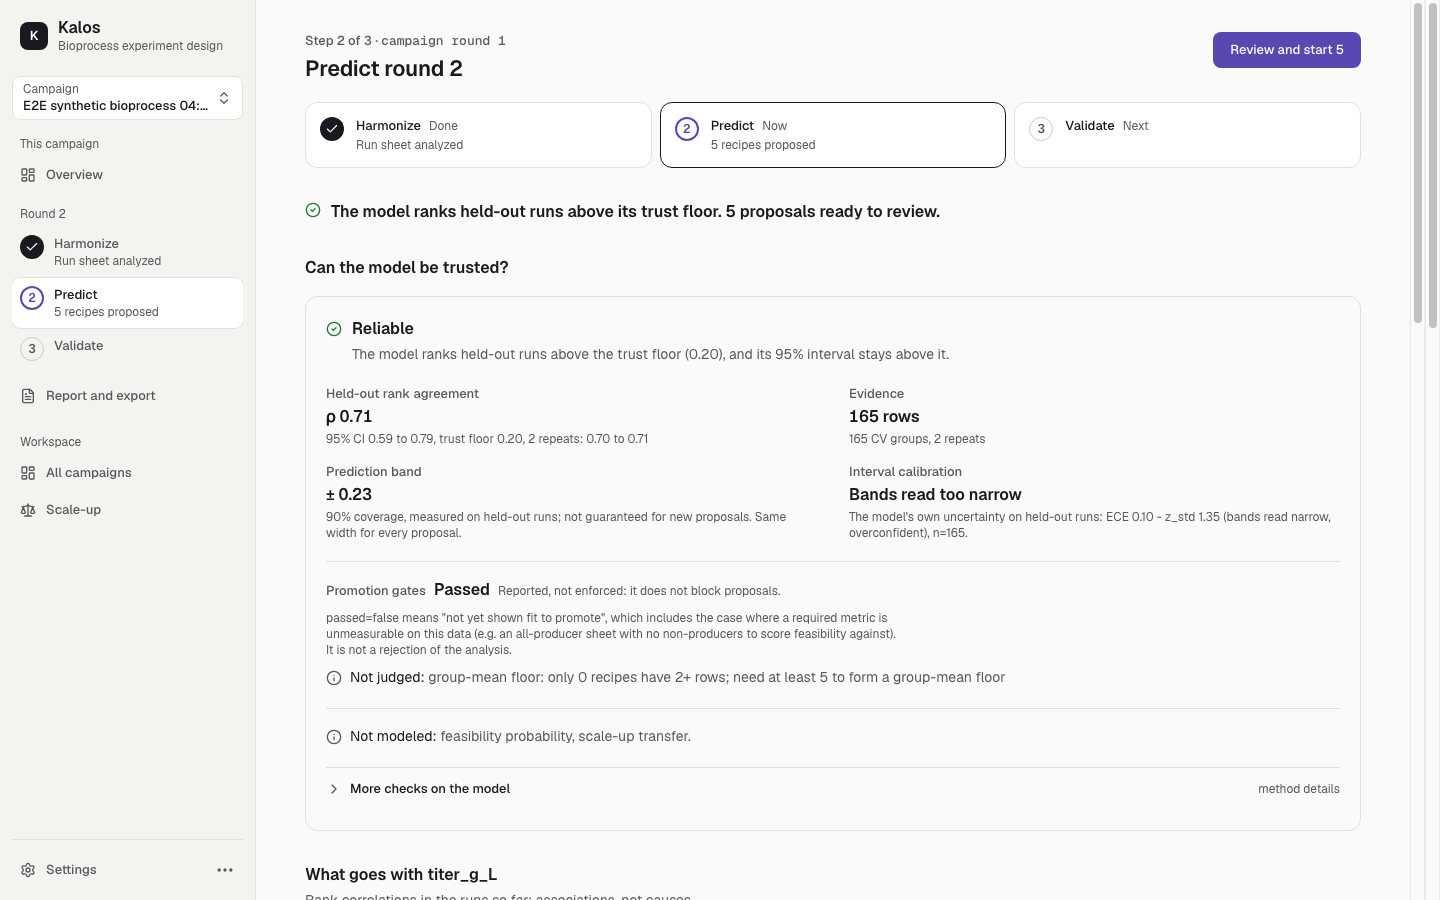 K
Kalos
Bioprocess experiment design
Campaign
E2E synthetic bioprocess 04:...
This campaign
Overview
Round 2
Harmonize
Run sheet analyzed
2
Predict
5 recipes proposed
3
Validate
Report and export
Workspace
All campaigns
Scale-up
Settings
Step 2 of 3 · campaign round 1
Predict round 2
Review and start 5
Harmonize Done
Run sheet analyzed
2
Predict Now
5 recipes proposed
3
Validate Next
The model ranks held-out runs above its trust floor. 5 proposals ready to review.
Can the model be trusted?
Reliable
The model ranks held-out runs above the trust floor (0.20), and its 95% interval stays above it.
Held-out rank agreement
ρ 0.71
95% CI 0.59 to 0.79, trust floor 0.20, 2 repeats: 0.70 to 0.71
Evidence
165 rows
165 CV groups, 2 repeats
Prediction band
± 0.23
90% coverage, measured on held-out runs; not guaranteed for new proposals. Same
width for every proposal.
Interval calibration
Bands read too narrow
The model's own uncertainty on held-out runs: ECE 0.10 - z_std 1.35 (bands read narrow,
overconfident), n=165.
Promotion gates Passed Reported, not enforced: it does not block proposals.
passed=false means "not yet shown fit to promote", which includes the case where a required metric is
unmeasurable on this data (e.g. an all-producer sheet with no non-producers to score feasibility against).
It is not a rejection of the analysis.
Not judged: group-mean floor: only 0 recipes have 2+ rows; need at least 5 to form a group-mean floor
Not modeled: feasibility probability, scale-up transfer.
More checks on the model
method details
What goes with titer_g_L
Rank correlations in the runs so far: associations, not causes.